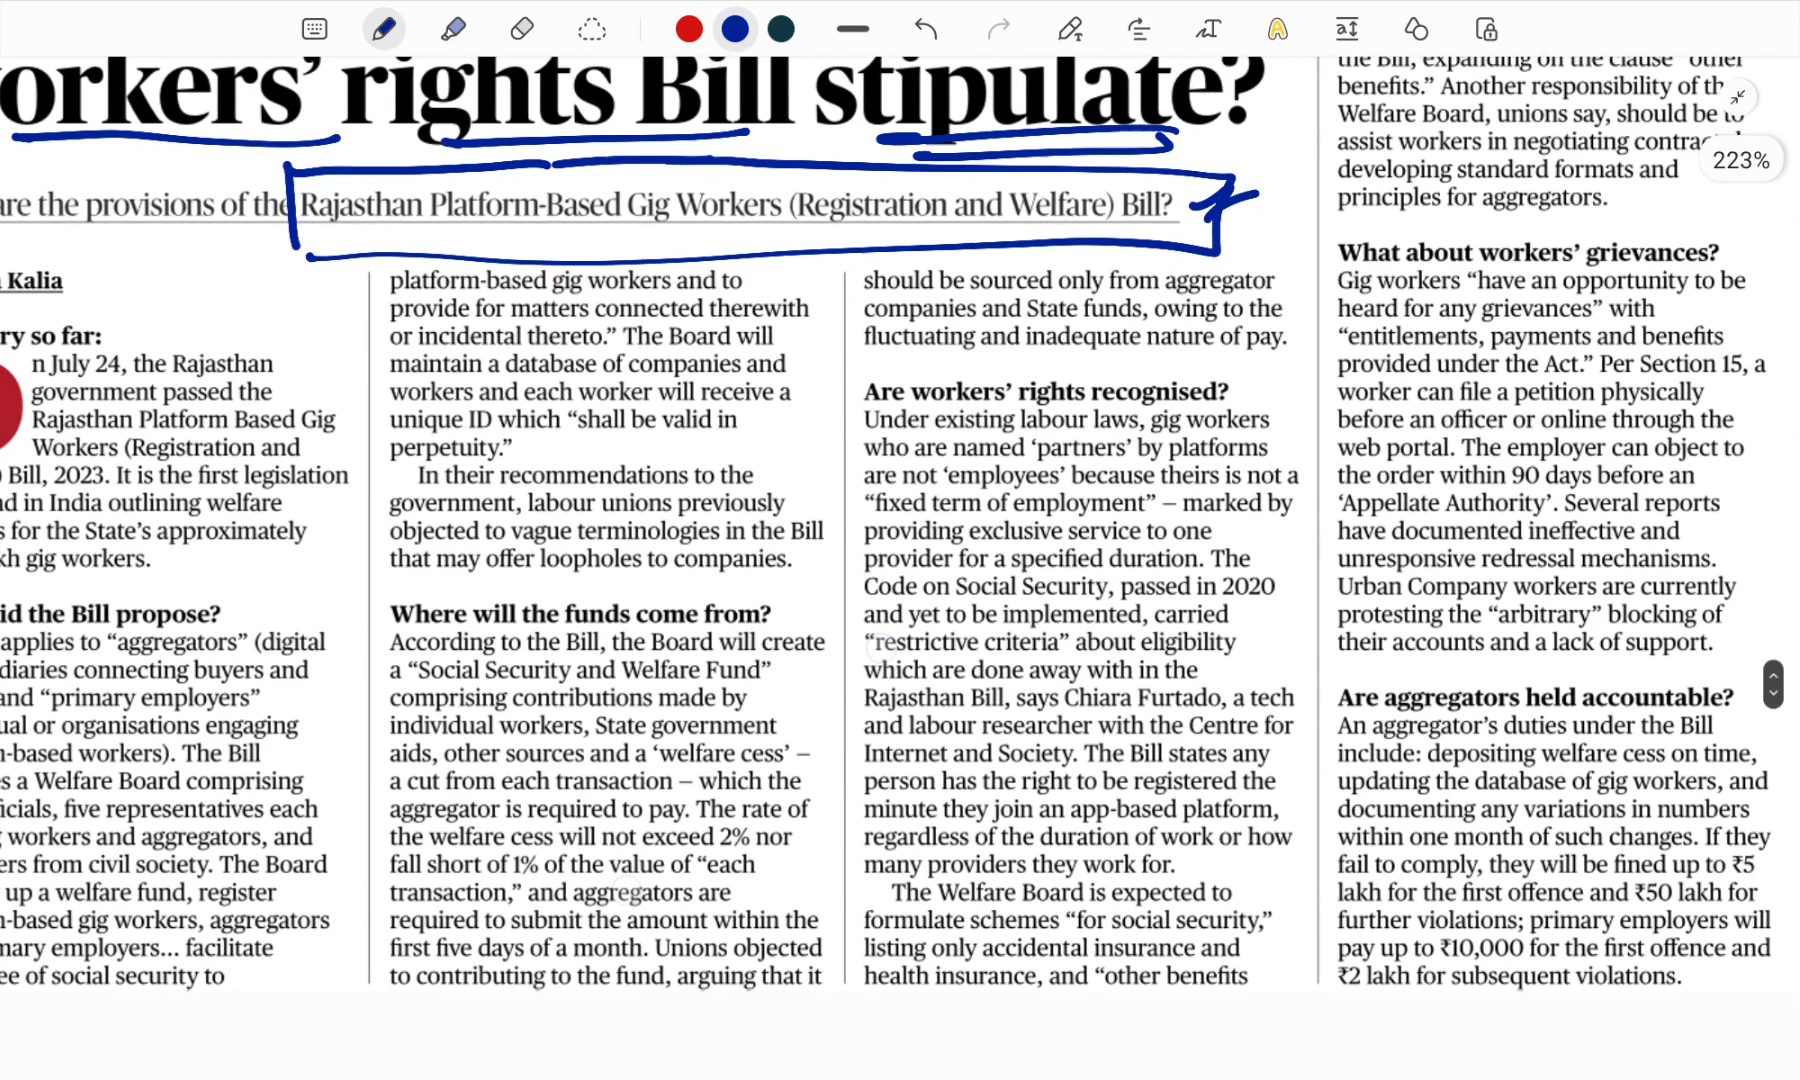 orkers’ rights Bill stipulate?
are the provisions of the Rajasthan Platform-Based Gig Workers (Registration and Welfare) Bill?
Kalia
ry so far:
n July 24, the Rajasthan
government passed the
Rajasthan Platform Based Gig
Workers (Registration and
) Bill, 2023. It is the first legislation
nd in India outlining welfare
s for the State’s approximately
kh gig workers.
id the Bill propose?
applies to “aggregators” (digital
diaries connecting buyers and
and “primary employers”
ual or organisations engaging
n-based workers). The Bill
es a Welfare Board comprising
icials, five representatives each
g workers and aggregators, and
ers from civil society. The Board
up a welfare fund, register
n-based gig workers, aggregators
mary employers... facilitate
ee of social security to
platform-based gig workers and to
provide for matters connected therewith
or incidental thereto.” The Board will
maintain a database of companies and
workers and each worker will receive a
unique ID which “shall be valid in
perpetuity.”
In their recommendations to the
government, labour unions previously
objected to vague terminologies in the Bill
that may offer loopholes to companies.
Where will the funds come from?
According to the Bill, the Board will create
a “Social Security and Welfare Fund”
comprising contributions made by
individual workers, State government
aids, other sources and a ‘welfare cess’ –
a cut from each transaction – which the
aggregator is required to pay. The rate of
the welfare cess will not exceed 2% nor
fall short of 1% of the value of “each
transaction,” and aggregators are
required to submit the amount within the
first five days of a month. Unions objected
to contributing to the fund, arguing that it
should be sourced only from aggregator
companies and State funds, owing to the
fluctuating and inadequate nature of pay.
Are workers’ rights recognised?
Under existing labour laws, gig workers
who are named ‘partners’ by platforms
are not ‘employees’ because theirs is not a
“fixed term of employment” – marked by
providing exclusive service to one
provider for a specified duration. The
Code on Social Security, passed in 2020
and yet to be implemented, carried
“restrictive criteria” about eligibility
which are done away with in the
Rajasthan Bill, says Chiara Furtado, a tech
and labour researcher with the Centre for
Internet and Society. The Bill states any
person has the right to be registered the
minute they join an app-based platform,
regardless of the duration of work or how
many providers they work for.
The Welfare Board is expected to
formulate schemes “for social security,”
listing only accidental insurance and
health insurance, and “other benefits
the Bill, expanding on the clause “other
benefits.” Another responsibility of th
Welfare Board, unions say, should be to
assist workers in negotiating contrac
developing standard formats and
principles for aggregators.
What about workers’ grievances?
Gig workers “have an opportunity to be
heard for any grievances” with
“entitlements, payments and benefits
provided under the Act.” Per Section 15, a
worker can file a petition physically
before an officer or online through the
web portal. The employer can object to
the order within 90 days before an
‘Appellate Authority’. Several reports
have documented ineffective and
unresponsive redressal mechanisms.
Urban Company workers are currently
protesting the “arbitrary” blocking of
their accounts and a lack of support.
Are aggregators held accountable?
An aggregator’s duties under the Bill
include: depositing welfare cess on time,
updating the database of gig workers, and
documenting any variations in numbers
within one month of such changes. If they
fail to comply, they will be fined up to ₹5
lakh for the first offence and ₹50 lakh for
further violations; primary employers will
pay up to ₹10,000 for the first offence and
₹2 lakh for subsequent violations.
223%